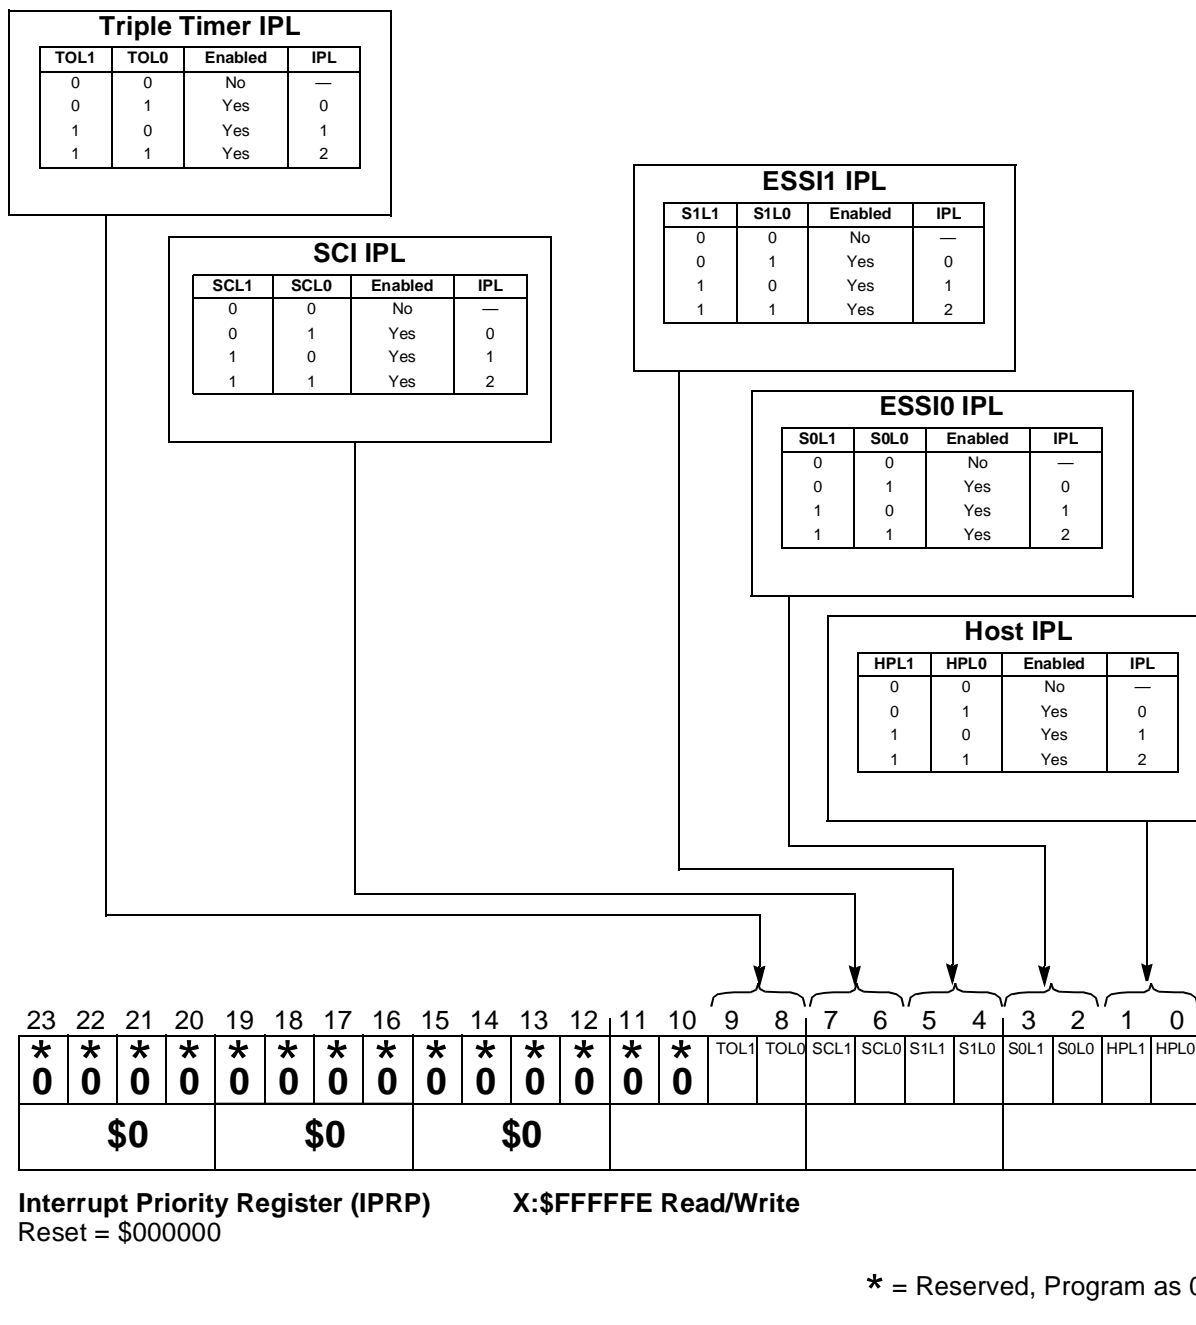 Triple Timer IPL
TOL1 TOL0 Enabled IPL
0 0 No —
0 1 Yes 0
1 0 Yes 1
1 1 Yes 2
ESSI1 IPL
S1L1 S1L0 Enabled IPL
0 0 No —
0 1 Yes 0
1 0 Yes 1
1 1 Yes 2
SCI IPL
SCL1 SCL0 Enabled IPL
0 0 No —
0 1 Yes 0
1 0 Yes 1
1 1 Yes 2
ESSI0 IPL
S0L1 S0L0 Enabled IPL
0 0 No —
0 1 Yes 0
1 0 Yes 1
1 1 Yes 2
Host IPL
HPL1 HPL0 Enabled IPL
0 0 No —
0 1 Yes 0
1 0 Yes 1
1 1 Yes 2
23 22 21 20 19 18 17 16 15 14 13 12 11 10 9 8 7 6 5 4 3 2 1 0
* * * * * * * * * * * * * * TOL1 TOL0 SCL1 SCL0 S1L1 S1L0 S0L1 S0L0 HPL1 HPL0
0 0 0 0 0 0 0 0 0 0 0 0 0 0
$0 $0 $0
Interrupt Priority Register (IPRP) X:$FFFFFE Read/Write
Reset = $000000
* = Reserved, Program as 0